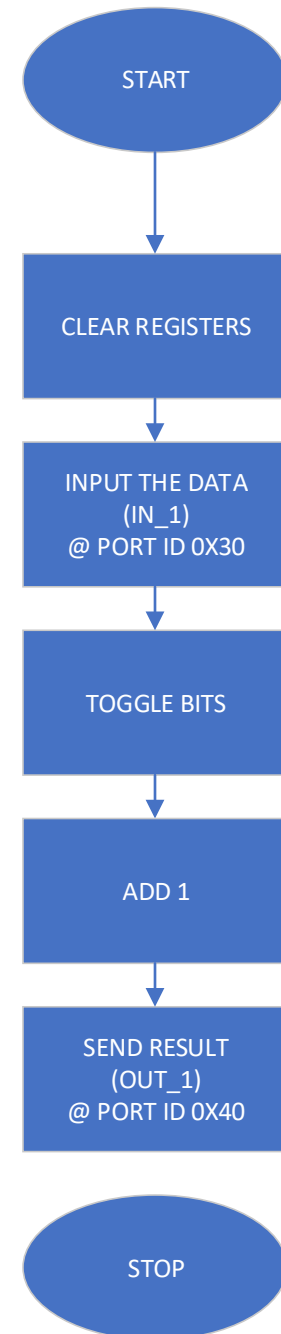 START
CLEAR REGISTERS
INPUT THE DATA
(IN_1)
@ PORT ID 0X30
TOGGLE BITS
ADD 1
SEND RESULT
(OUT_1)
@ PORT ID 0X40
STOP